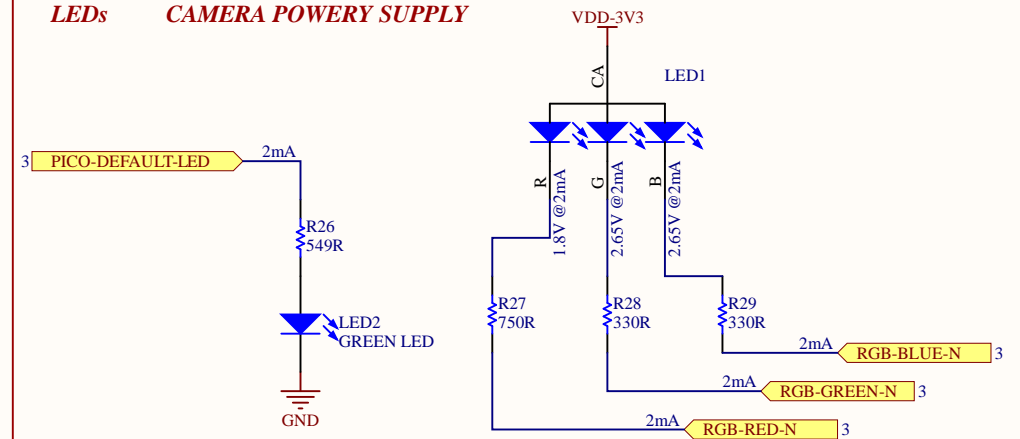 LEDs CAMERA POWERY SUPPLY
VDD-3V3
CA
LED1
3 PICO-DEFAULT-LED 2mA
R
1.8V @2mA
G
2.65V @2mA
B
2.65V @2mA
R26
549R
LED2
GREEN LED
GND
R27
750R
R28
330R
R29
330R
2mA RGB-BLUE-N 3
2mA RGB-GREEN-N 3
2mA RGB-RED-N 3